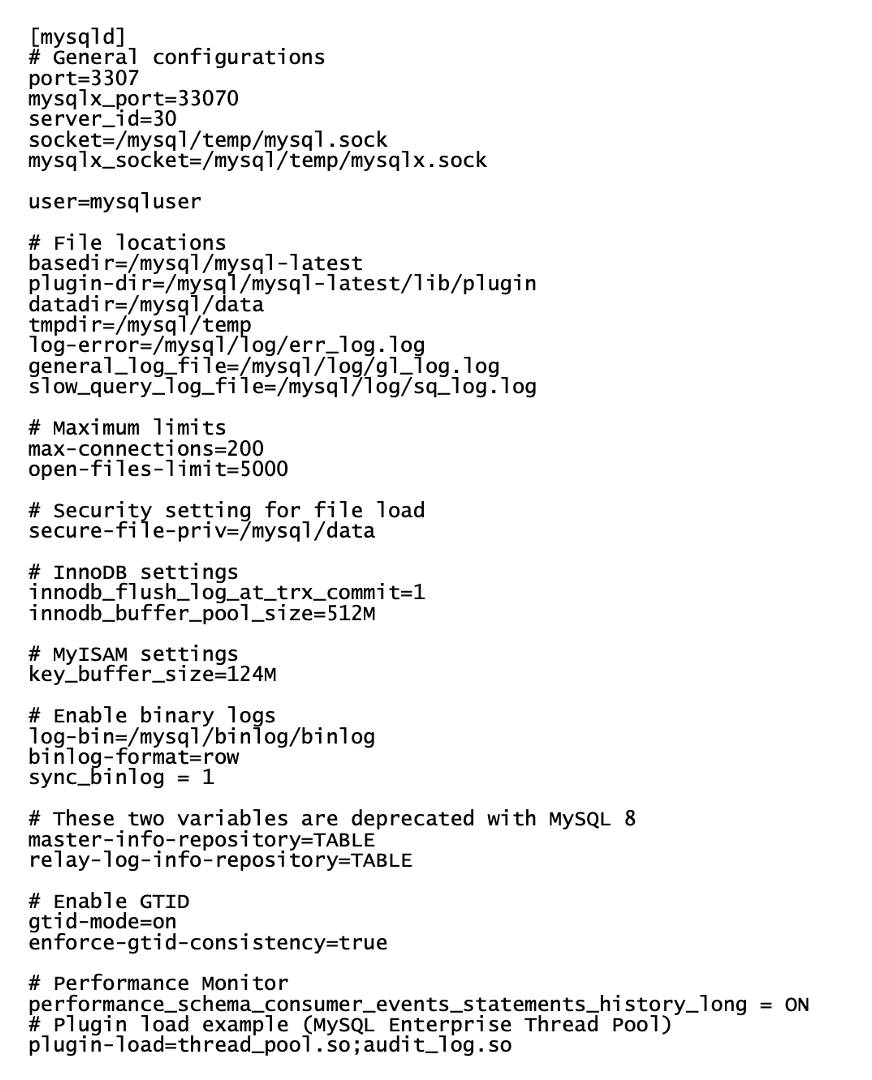 [mysqld]
# General configurations
port=3307
mysqlx_port=33070
server_id=30
socket=/mysql/temp/mysql.sock
mysqlx_socket=/mysql/temp/mysqlx.sock
user=mysqluser
# File locations
basedir=/mysql/mysql-latest
plugin-dir=/mysql/mysql-latest/lib/plugin
datadir=/mysql/data
tmpdir=/mysql/temp
log-error=/mysql/log/err_log.log
general_log_file=/mysql/log/gl_log.log
slow_query_log_file=/mysql/log/sq_log.log
# Maximum limits
max-connections=200
open-files-limit=5000
# Security setting for file load
secure-file-priv=/mysql/data
# InnoDB settings
innodb_flush_log_at_trx_commit=1
innodb_buffer_pool_size=512M
# MyISAM settings
key_buffer_size=124M
# Enable binary logs
log-bin=/mysql/binlog/binlog
binlog-format=row
sync_binlog = 1
# These two variables are deprecated with MySQL 8
master-info-repository=TABLE
relay-log-info-repository=TABLE
# Enable GTID
gtid-mode=on
enforce-gtid-consistency=true
# Performance Monitor
performance_schema_consumer_events_statements_history_long = ON
# Plugin load example (MySQL Enterprise Thread Pool)
plugin-load=thread_pool.so;audit_log.so